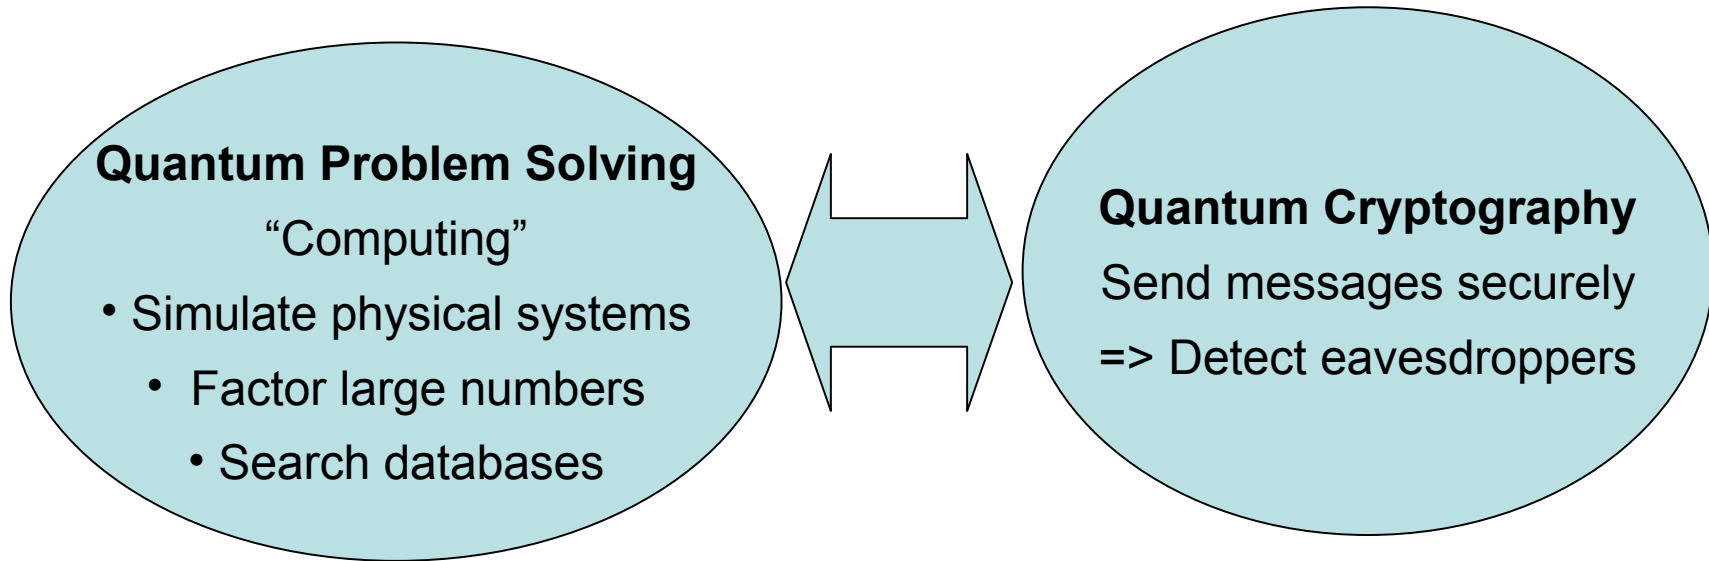 Quantum Problem Solving
“Computing”
• Simulate physical systems
• Factor large numbers
• Search databases
Quantum Cryptography
Send messages securely
=> Detect eavesdroppers